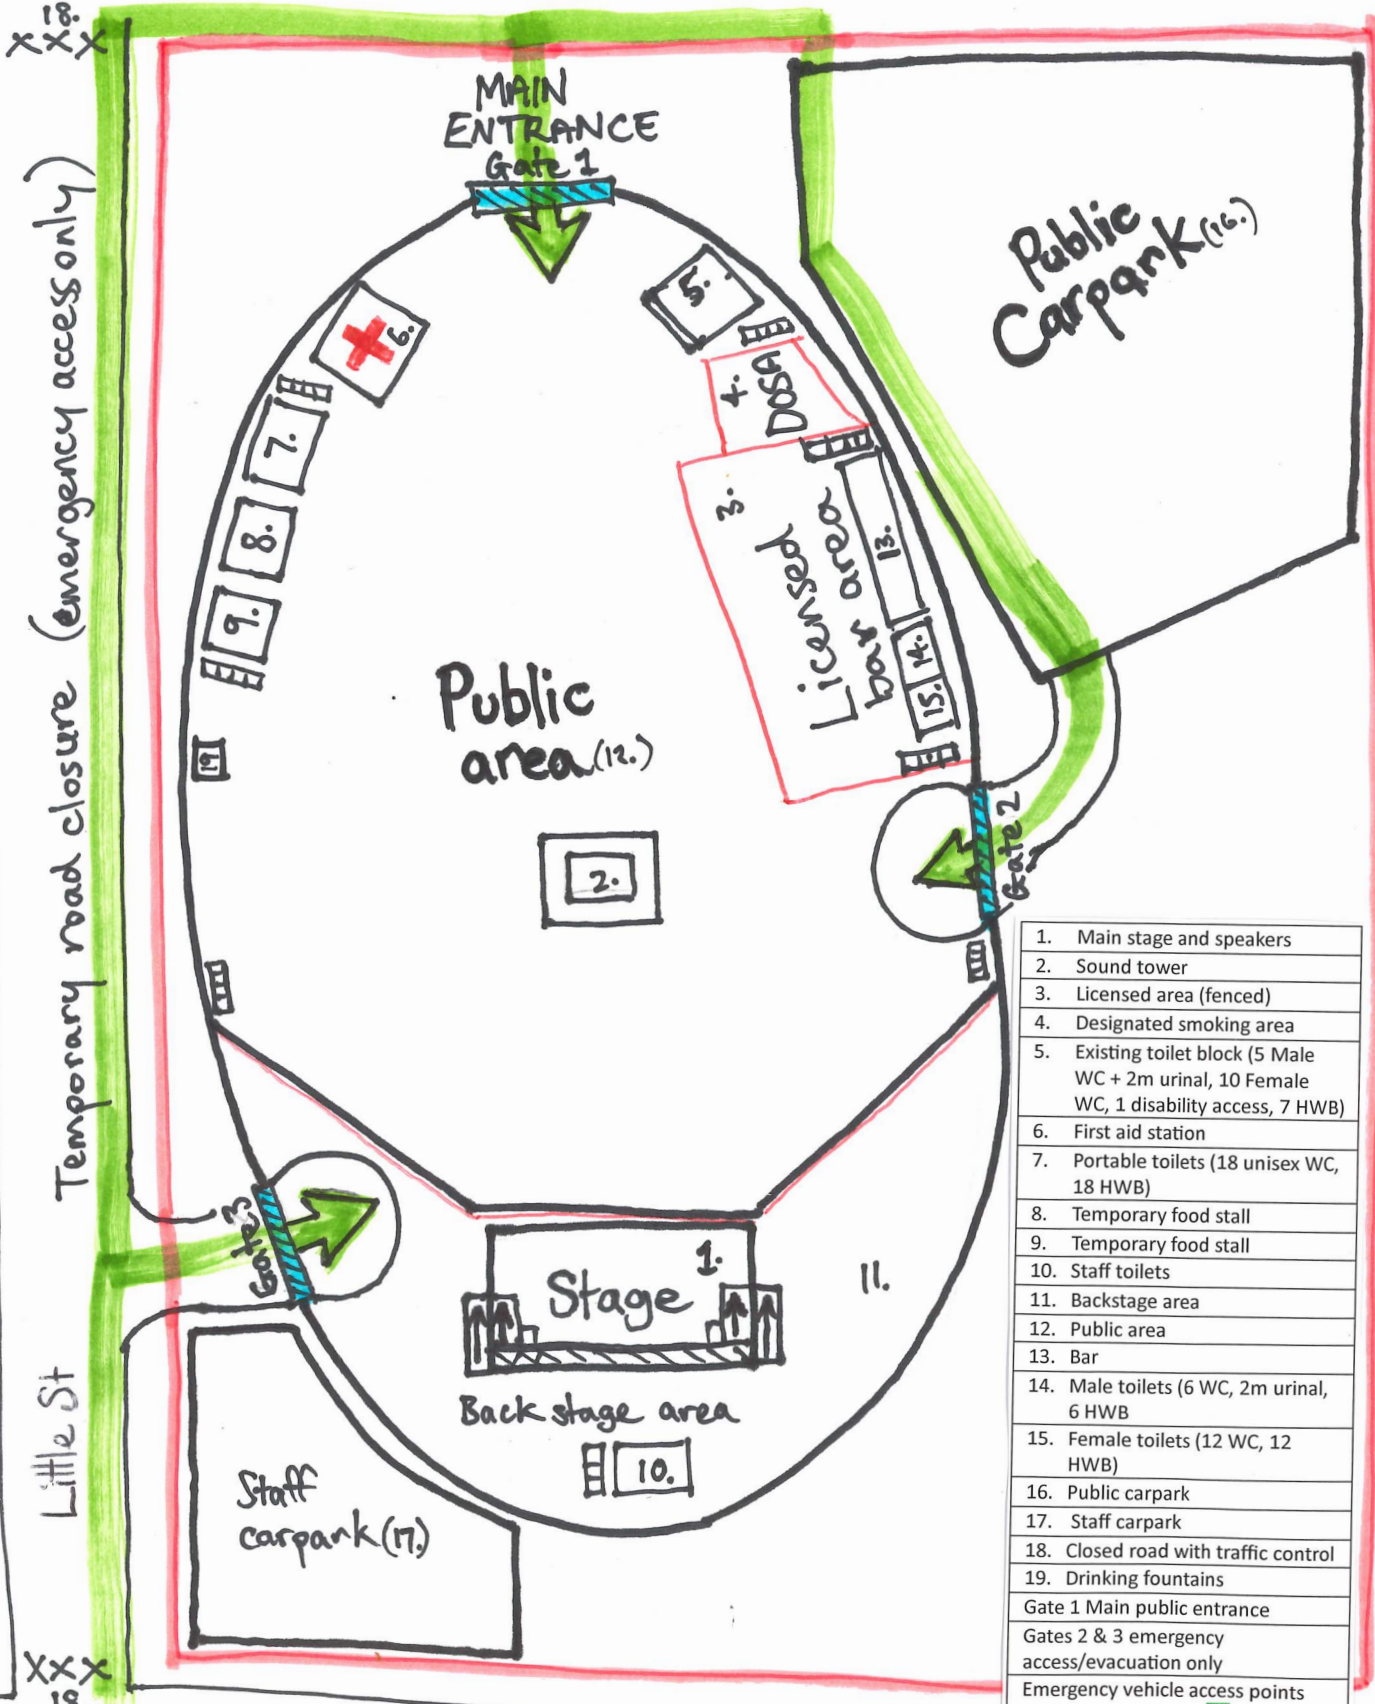 18.
XXX
MAIN
ENTRANCE
Gate 1
Public
Carpark (16.)
5.
6.
4.
DOSA
7.
8.
9.
3.
Licensed
bar area
13.
14.
15.
Temporary road closure (emergency access only)
Public
area (12.)
19
2.
Gate 2
Gate 3
1.
Stage
11.
Back stage area
10.
Little St
Staff
carpark (17.)
XXX
18
1. Main stage and speakers
2. Sound tower
3. Licensed area (fenced)
4. Designated smoking area
5. Existing toilet block (5 Male
WC + 2m urinal, 10 Female
WC, 1 disability access, 7 HWB)
6. First aid station
7. Portable toilets (18 unisex WC,
18 HWB)
8. Temporary food stall
9. Temporary food stall
10. Staff toilets
11. Backstage area
12. Public area
13. Bar
14. Male toilets (6 WC, 2m urinal,
6 HWB
15. Female toilets (12 WC, 12
HWB)
16. Public carpark
17. Staff carpark
18. Closed road with traffic control
19. Drinking fountains
Gate 1 Main public entrance
Gates 2 & 3 emergency
access/evacuation only
Emergency vehicle access points